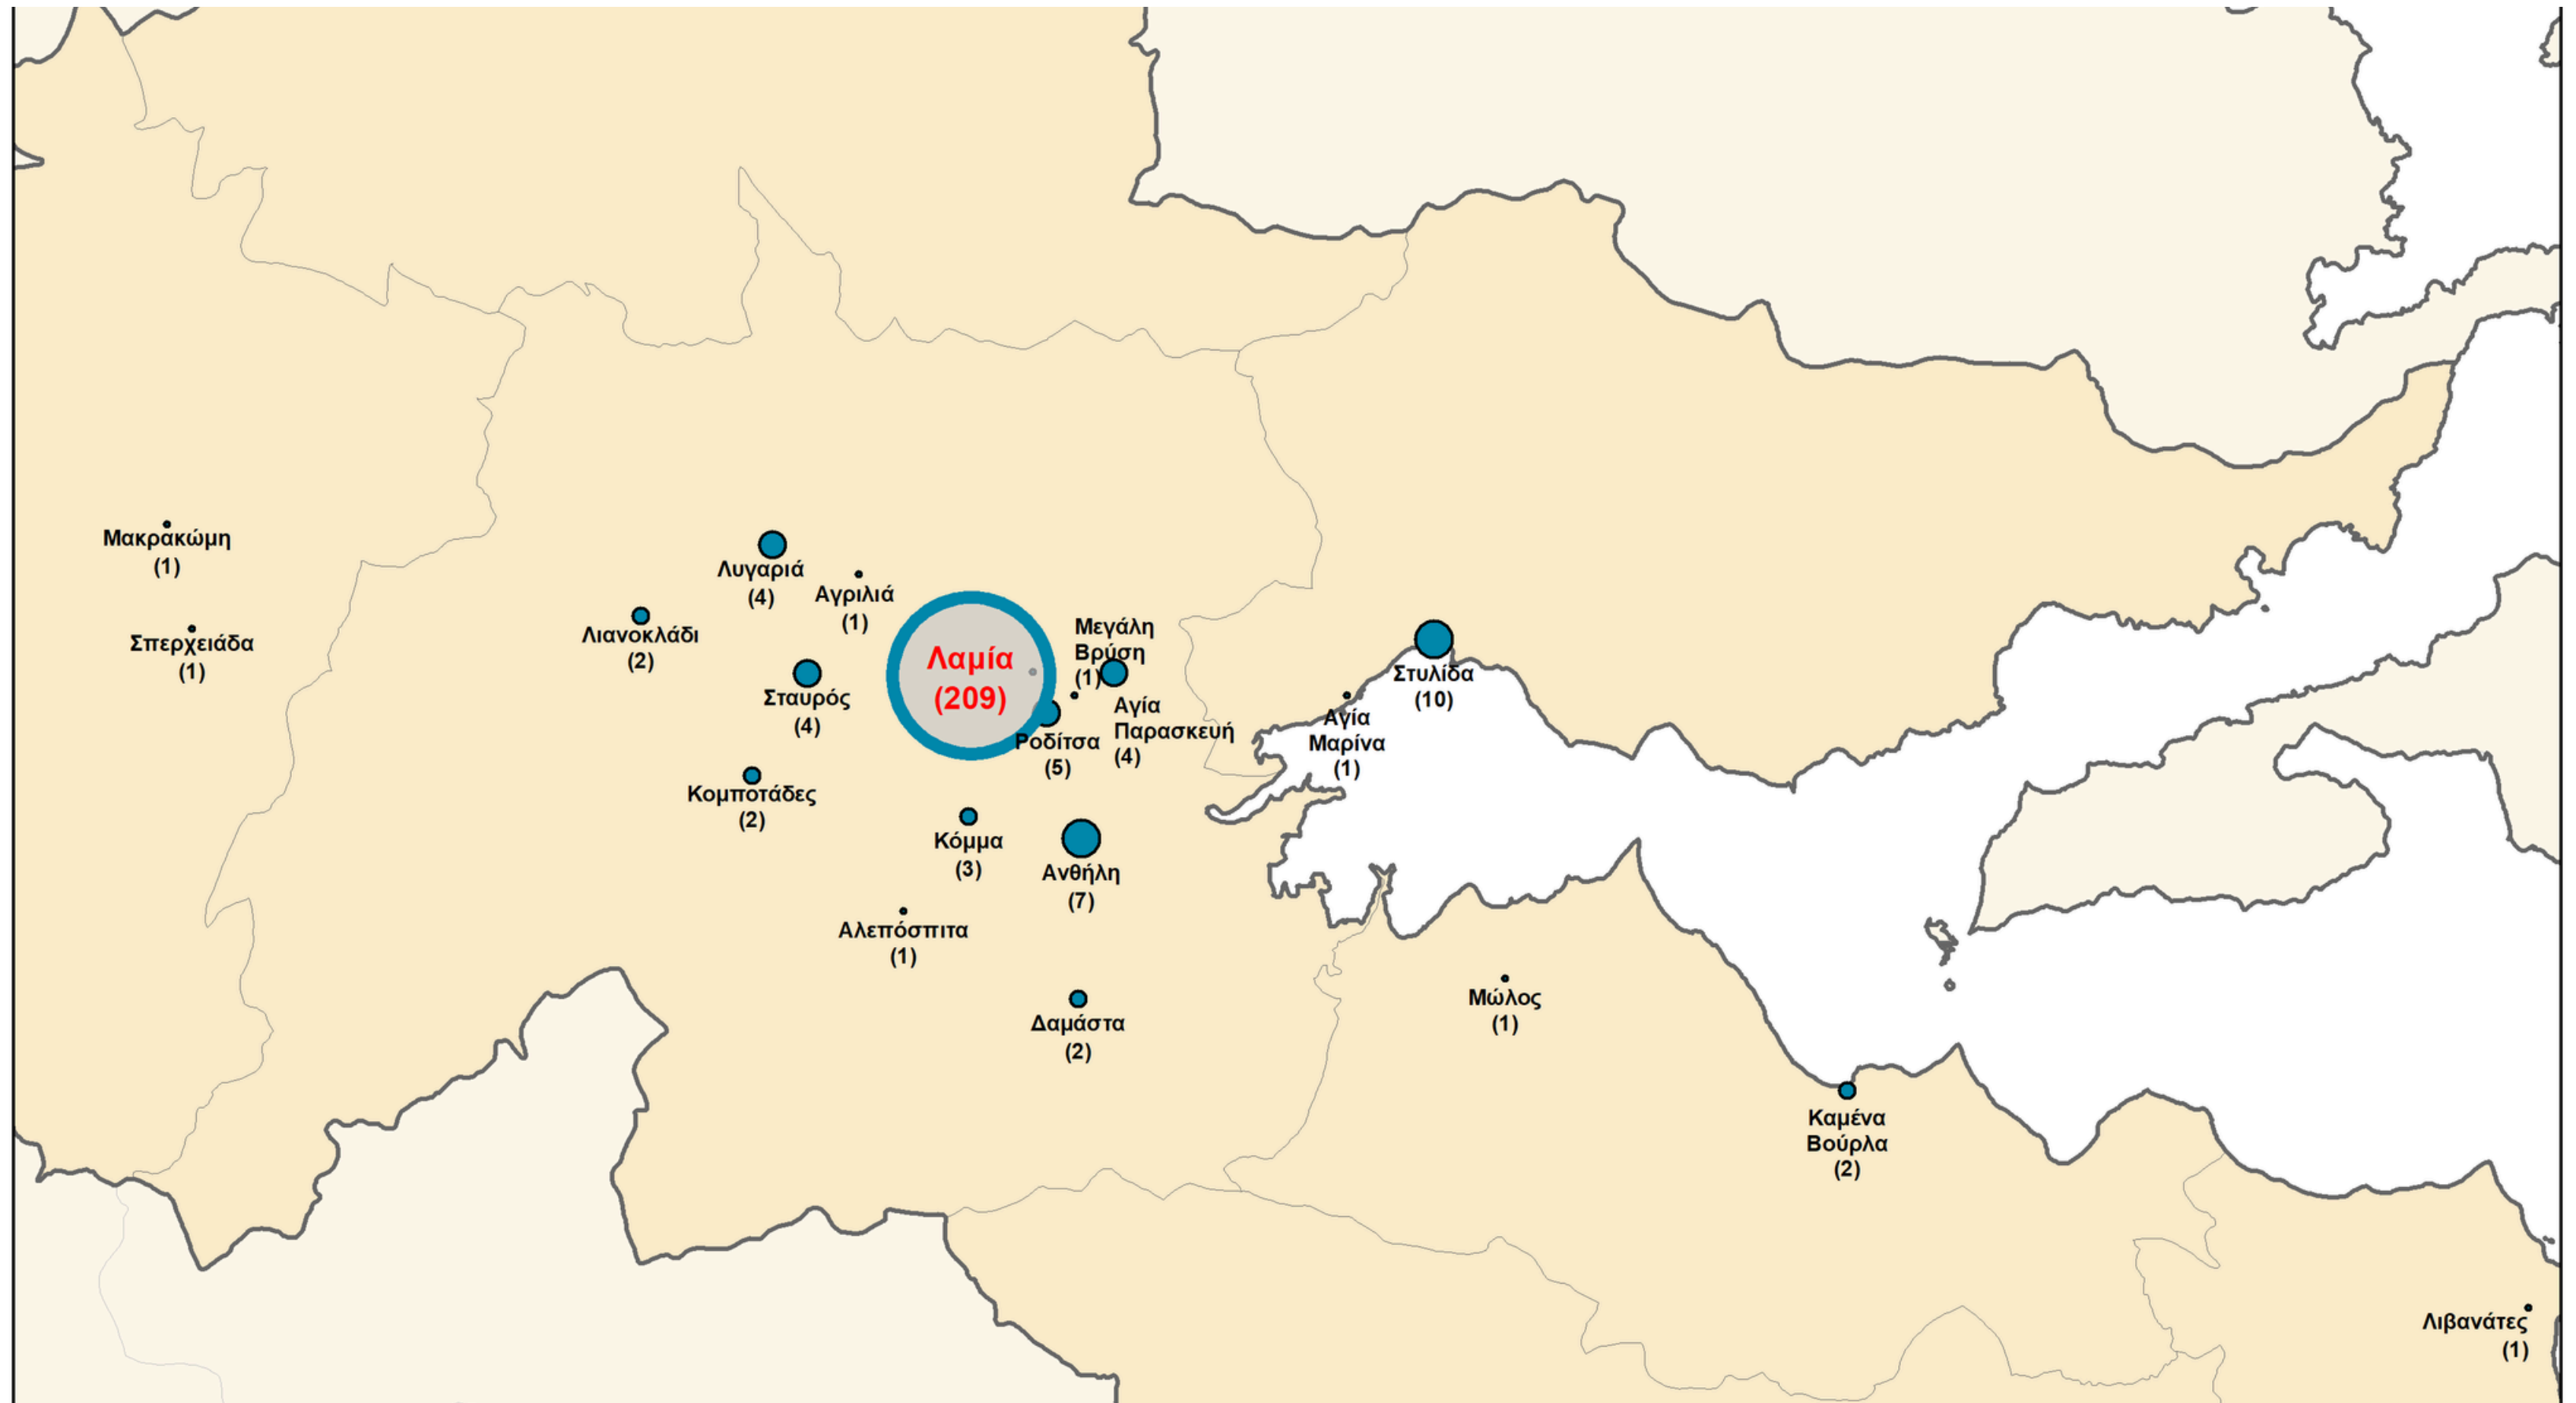 Μακρακώμη
(1)
Σπερχειάδα
(1)
Λυγαριά
(4)
Αγριλιά
(1)
Λιανοκλάδι
(2)
Σταυρός
(4)
Λαμία
(209)
Μεγάλη
Βρύση
(1)
Αγία
Παρασκευή
(4)
Ροδίτσα
(5)
Στυλίδα
(10)
Αγία
Μαρίνα
(1)
Κομποτάδες
(2)
Κόμμα
(3)
Ανθήλη
(7)
Αλεπόσπιτα
(1)
Δαμάστα
(2)
Μώλος
(1)
Καμένα
Βούρλα
(2)
Λιβανάτες
(1)